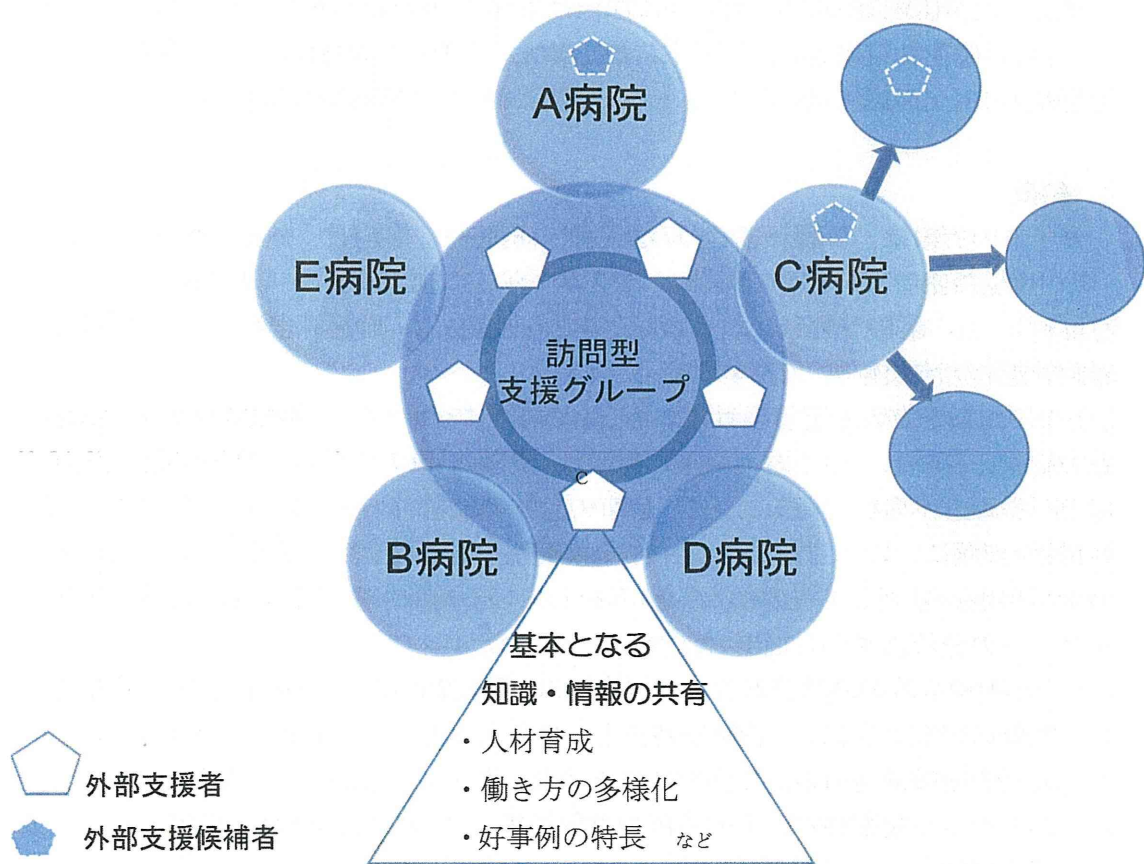 A病院
E病院
C病院
訪問型
支援グループ
C
B病院
D病院
基本となる
知識・情報の共有
・人材育成
・働き方の多様化
・好事例の特長 など
外部支援者
外部支援候補者